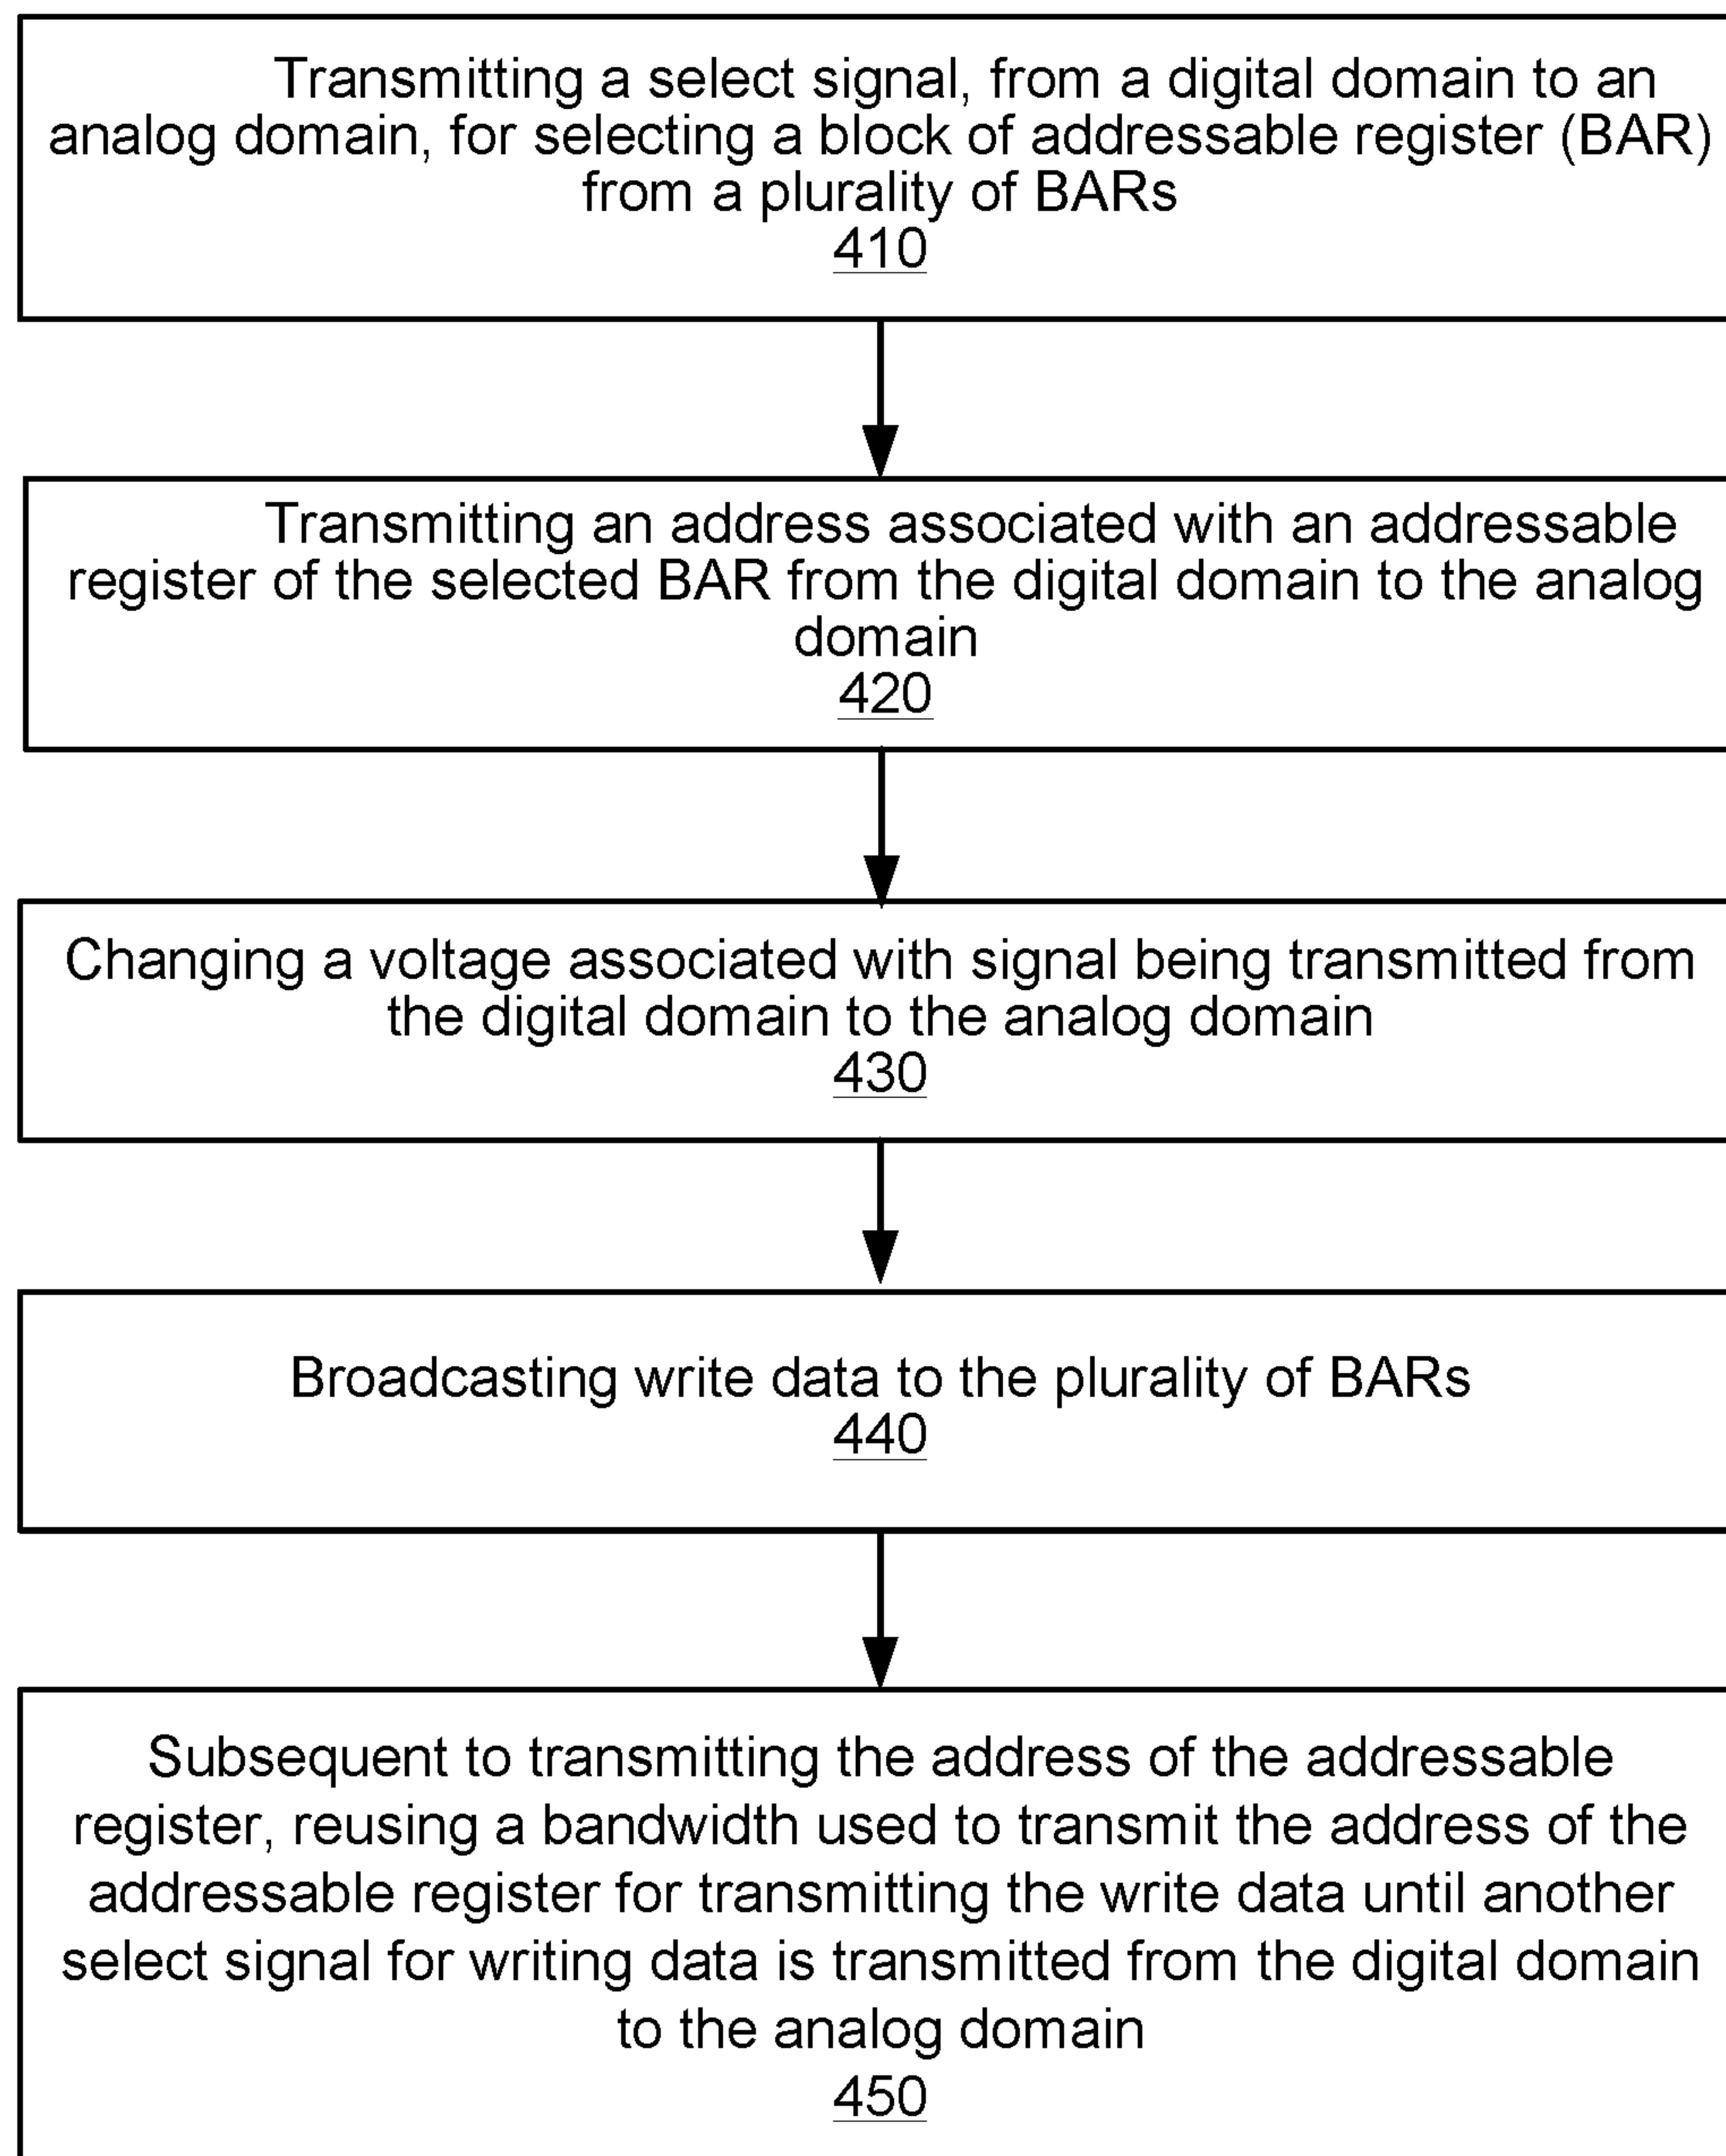 Transmitting a select signal, from a digital domain to an
analog domain, for selecting a block of addressable register (BAR)
from a plurality of BARs
410
Transmitting an address associated with an addressable
register of the selected BAR from the digital domain to the analog
domain
420
Changing a voltage associated with signal being transmitted from
the digital domain to the analog domain
430
Broadcasting write data to the plurality of BARs
440
Subsequent to transmitting the address of the addressable
register, reusing a bandwidth used to transmit the address of the
addressable register for transmitting the write data until another
select signal for writing data is transmitted from the digital domain
to the analog domain
450